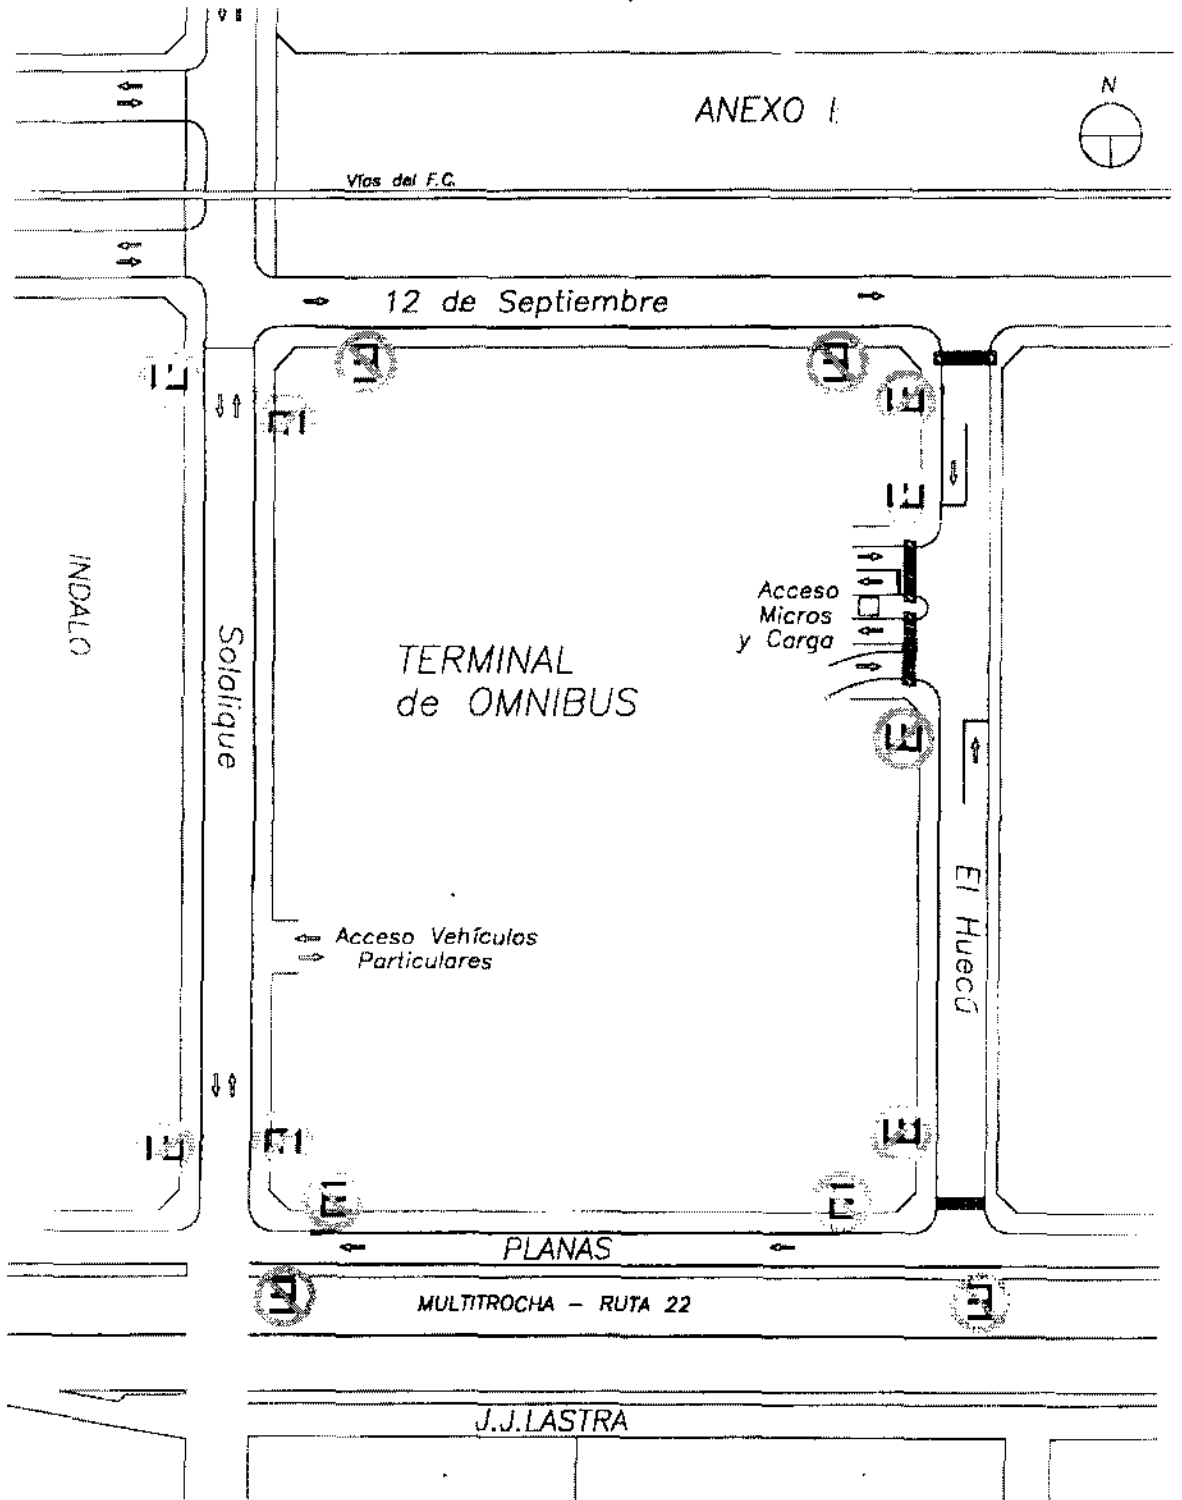 ANEXO I
N
Vías del F.C.
12 de Septiembre
E
E
E
E
E
E
INDALO
Solalique
Acceso
Micros
y Carga
TERMINAL
de OMNIBUS
E
El Huecú
Acceso Vehículos
Particulares
E
E
E
E
E
PLANAS
E
E
MULTITROCHA - RUTA 22
J.J.LASTRA